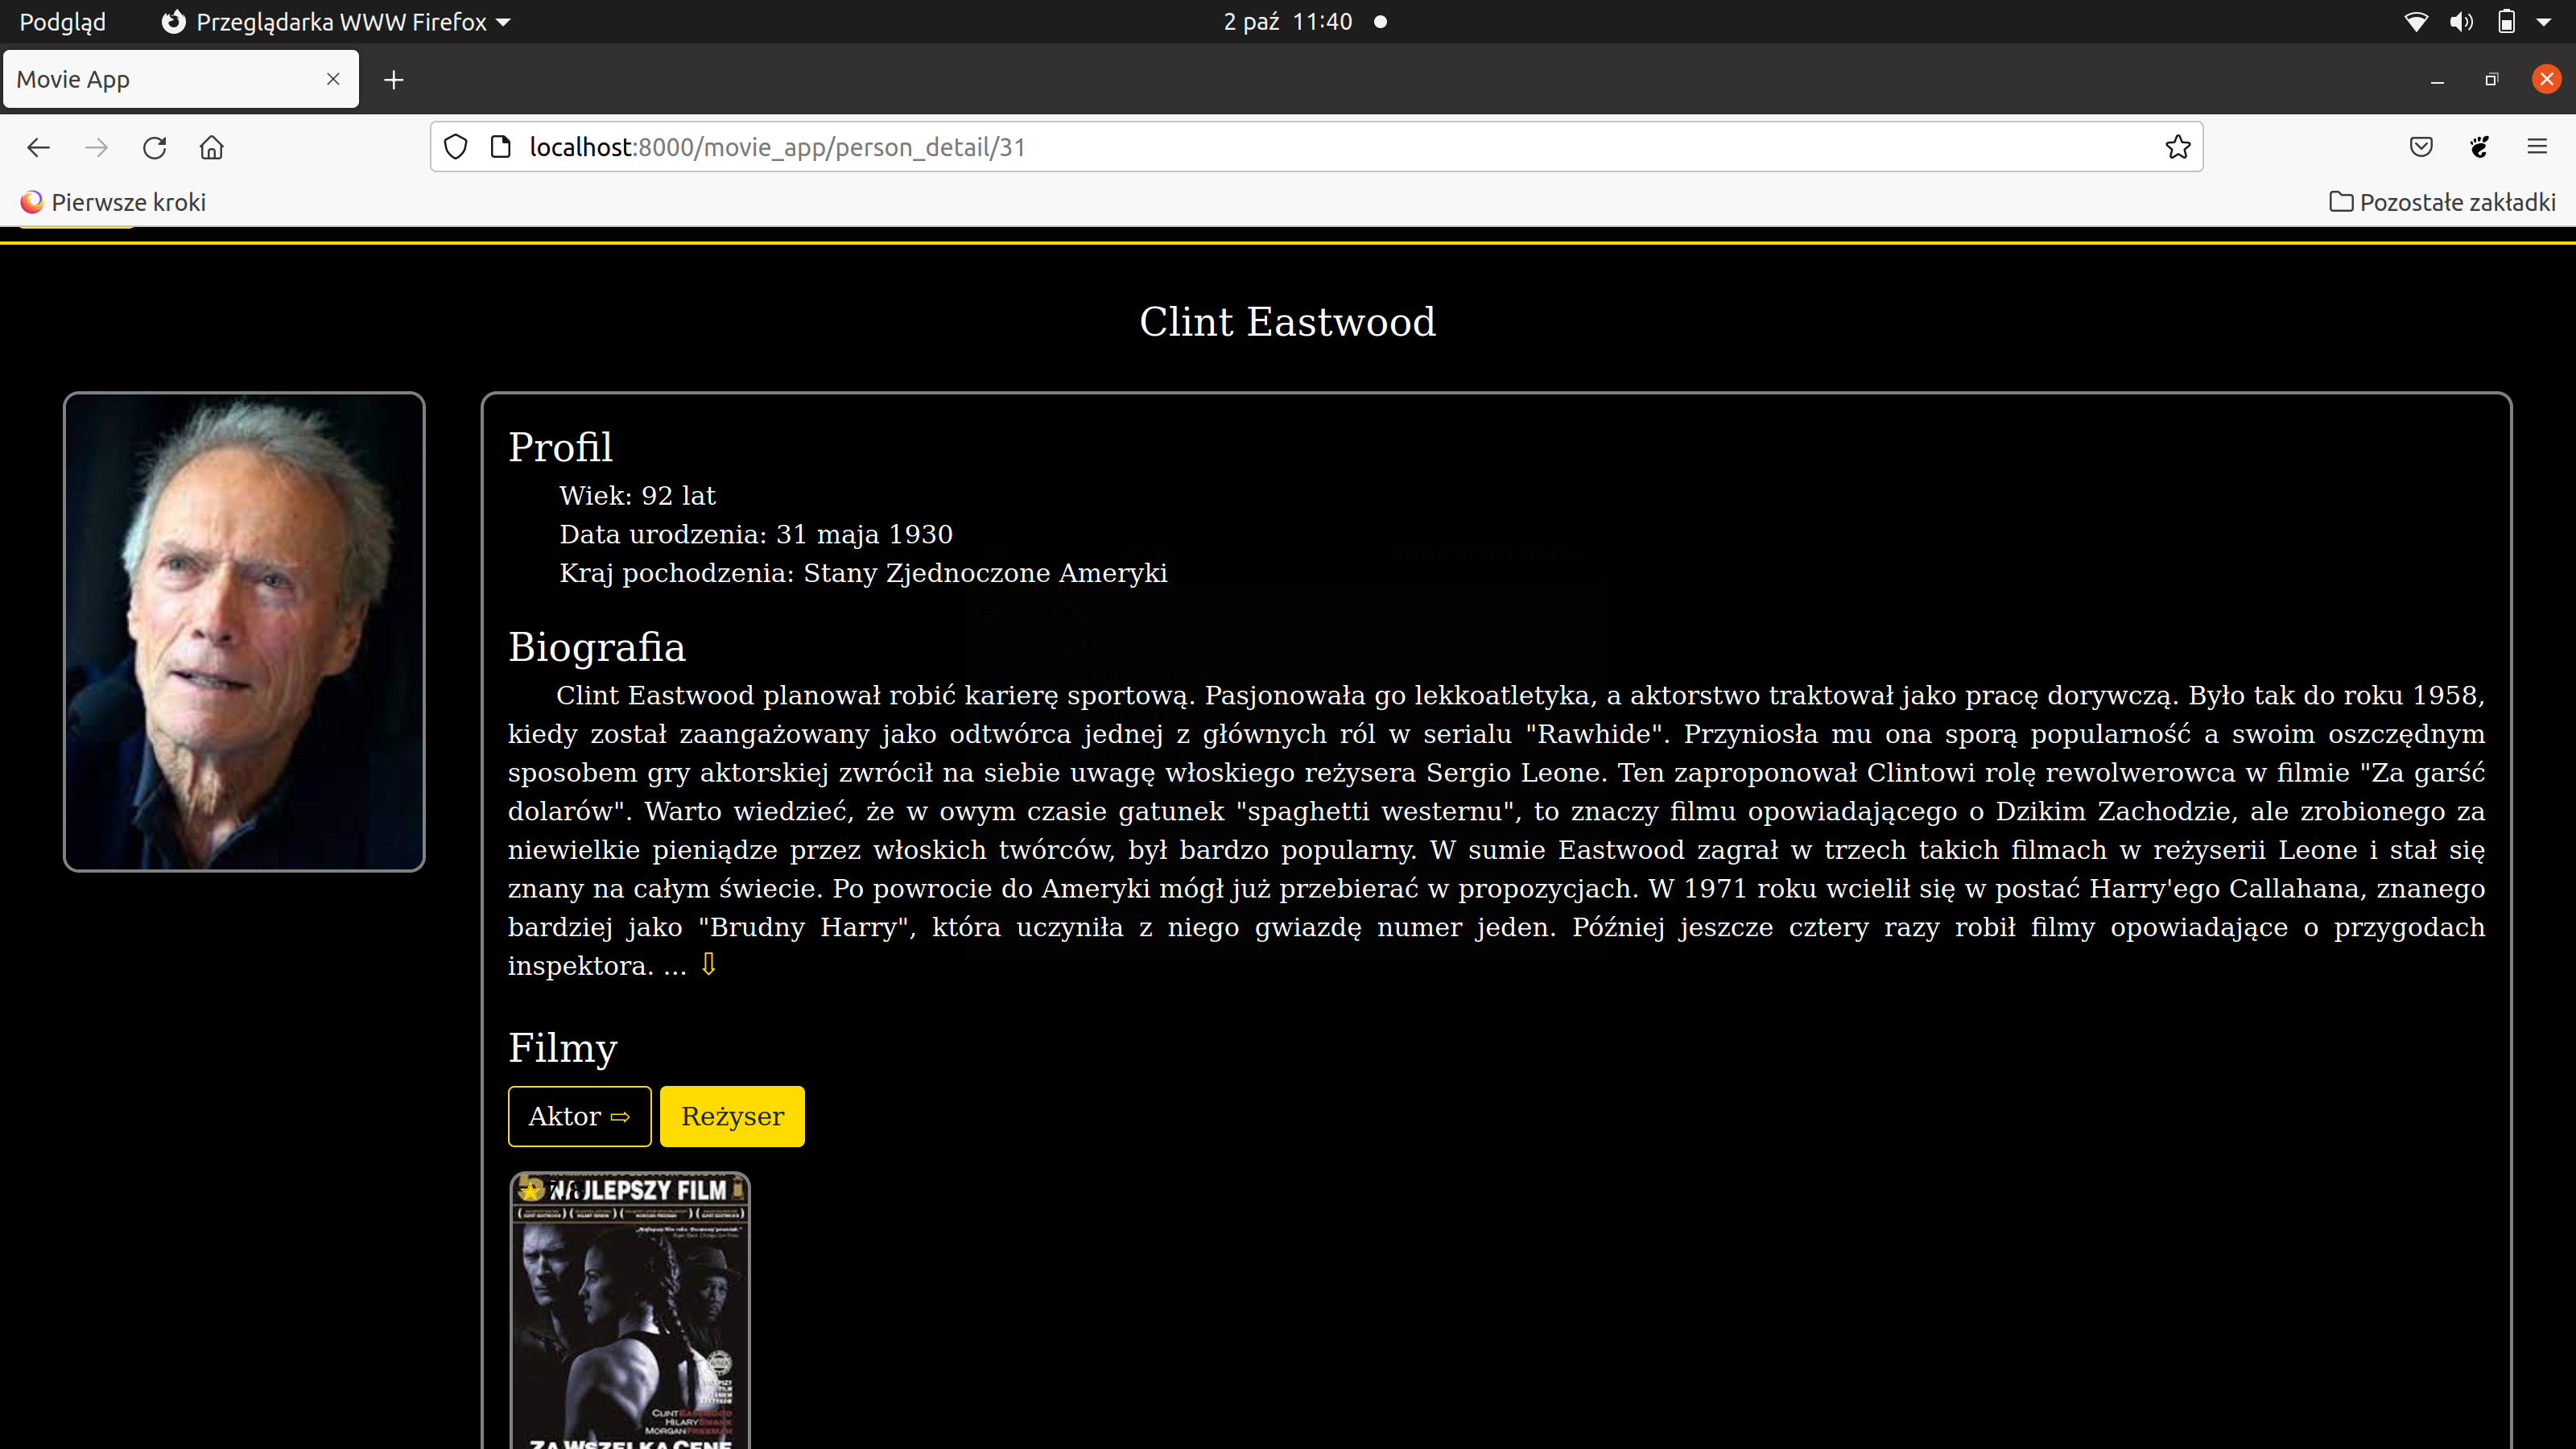 Podgląd
Przeglądarka WWW Firefox
2 paź 11:40
Movie App
localhost:8000/movie_app/person_detail/31
Pierwsze kroki
Pozostałe zakładki
Clint Eastwood
Profil
Wiek: 92 lat
Data urodzenia: 31 maja 1930
Kraj pochodzenia: Stany Zjednoczone Ameryki
Biografia
Clint Eastwood planował robić karierę sportową. Pasjonowała go lekkoatletyka, a aktorstwo traktował jako pracę dorywczą. Było tak do roku 1958,
kiedy został zaangażowany jako odtwórca jednej z głównych ról w serialu "Rawhide". Przyniosła mu ona sporą popularność a swoim oszczędnym
sposobem gry aktorskiej zwrócił na siebie uwagę włoskiego reżysera Sergio Leone. Ten zaproponował Clintowi rolę rewolwerowca w filmie "Za garść
dolarów". Warto wiedzieć, że w owym czasie gatunek "spaghetti westernu", to znaczy filmu opowiadającego o Dzikim Zachodzie, ale zrobionego za
niewielkie pieniądze przez włoskich twórców, był bardzo popularny. W sumie Eastwood zagrał w trzech takich filmach w reżyserii Leone i stał się
znany na całym świecie. Po powrocie do Ameryki mógł już przebierać w propozycjach. W 1971 roku wcielił się w postać Harry'ego Callahana, znanego
bardziej jako "Brudny Harry", która uczyniła z niego gwiazdę numer jeden. Później jeszcze cztery razy robił filmy opowiadające o przygodach
inspektora. ... ⇩
Filmy
Aktor ⇨
Reżyser
NAJLEPSZY FILM
CLINT EASTWOOD
HILARY SWANK
MORGAN FREEMAN
ZA WSZELKĄ CENĘ